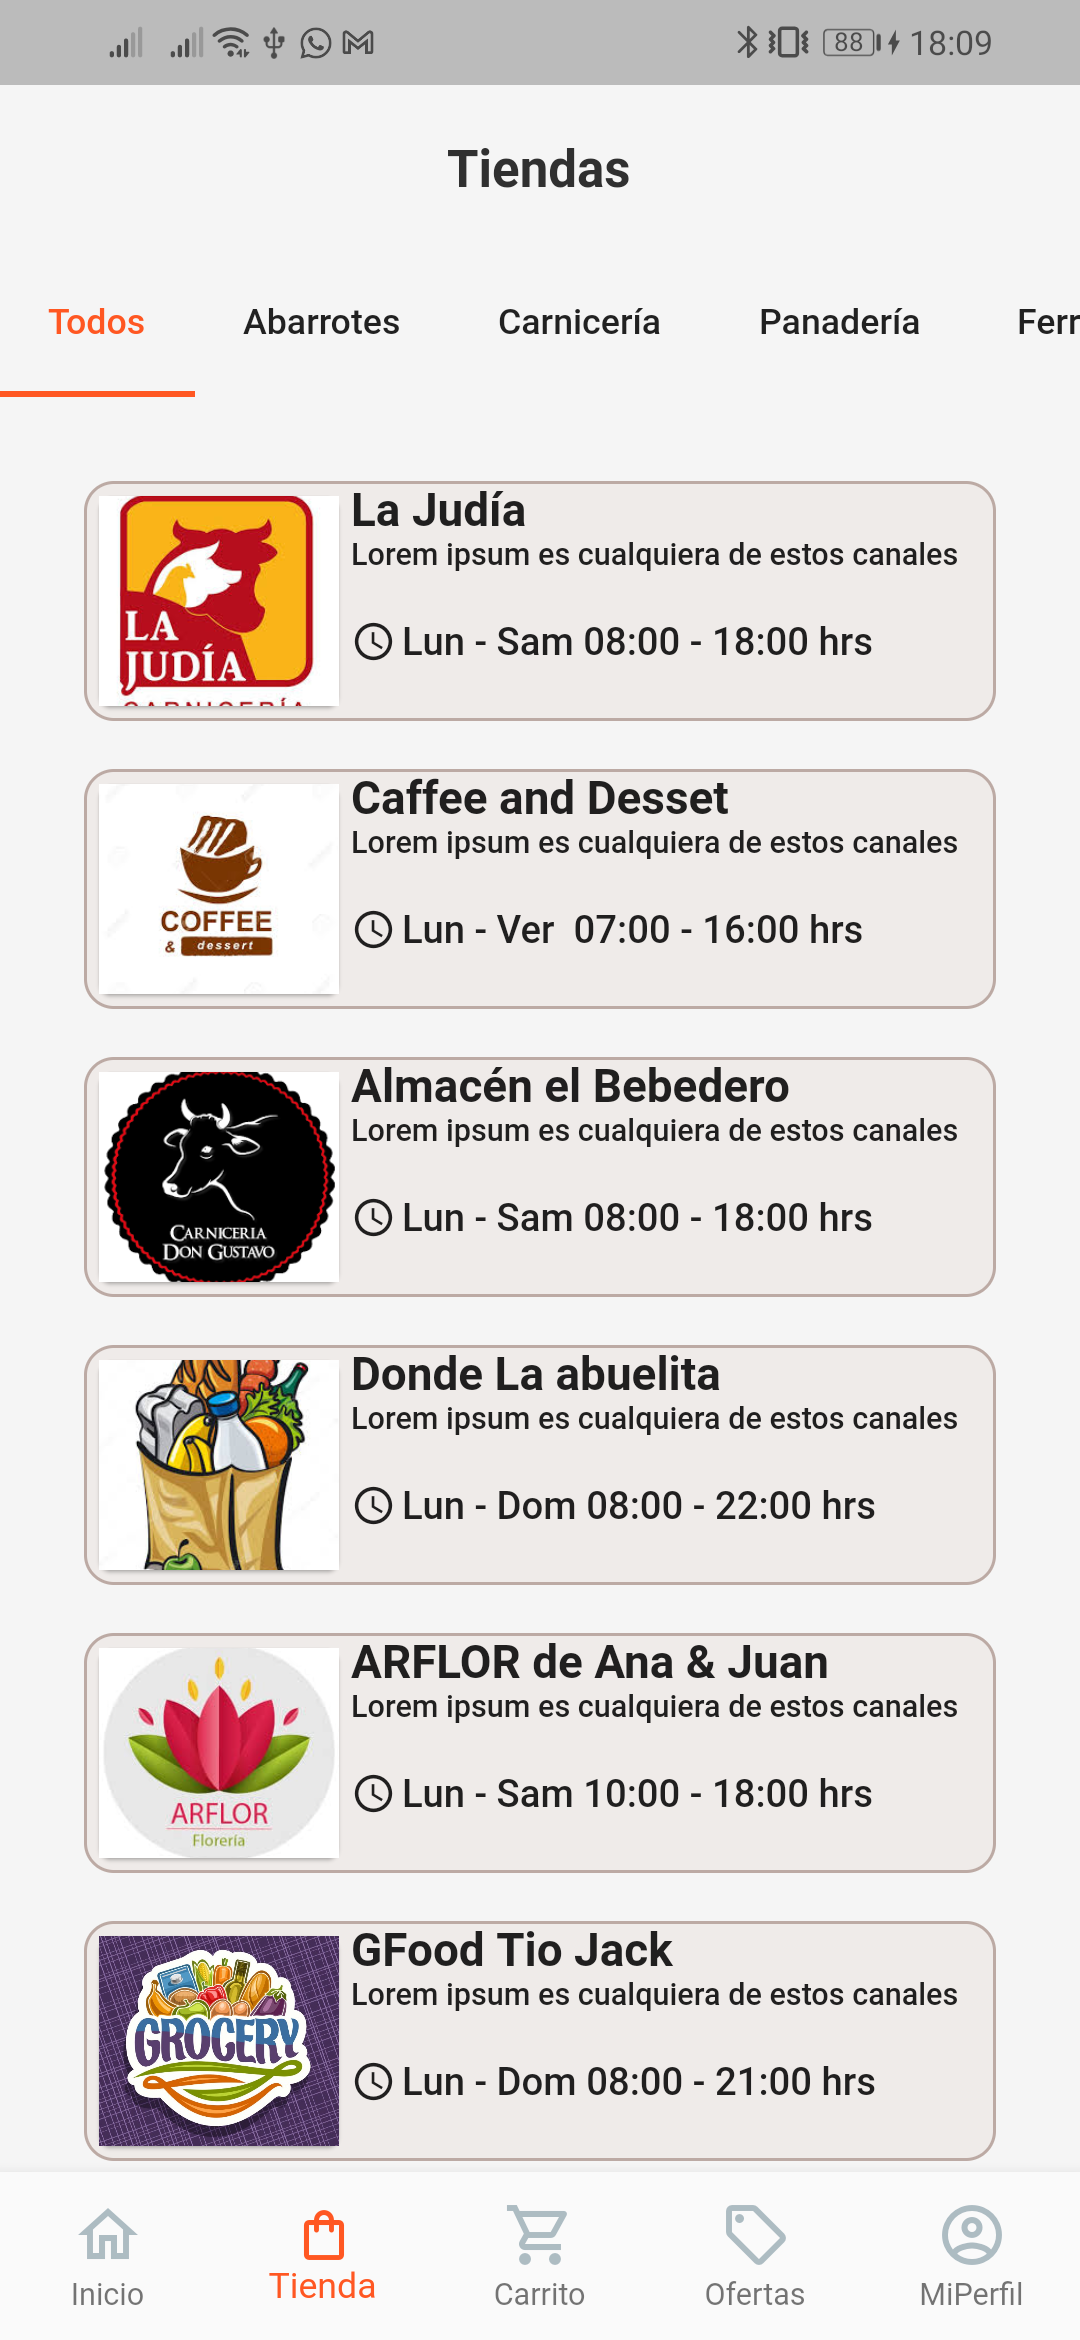 88 18:09
Tiendas
Todos Abarrotes Carnicería Panadería Ferr
La Judía
Lorem ipsum es cualquiera de estos canales
Lun - Sam 08:00 - 18:00 hrs
LA
JUDÍA
CARNICERÍA
Caffee and Desset
Lorem ipsum es cualquiera de estos canales
Lun - Ver 07:00 - 16:00 hrs
COFFEE
& dessert
Almacén el Bebedero
Lorem ipsum es cualquiera de estos canales
Lun - Sam 08:00 - 18:00 hrs
CARNICERIA
DON GUSTAVO
Donde La abuelita
Lorem ipsum es cualquiera de estos canales
Lun - Dom 08:00 - 22:00 hrs
ARFLOR de Ana & Juan
Lorem ipsum es cualquiera de estos canales
Lun - Sam 10:00 - 18:00 hrs
ARFLOR
Florería
GFood Tio Jack
Lorem ipsum es cualquiera de estos canales
Lun - Dom 08:00 - 21:00 hrs
GROCERY
Inicio Tienda Carrito Ofertas MiPerfil